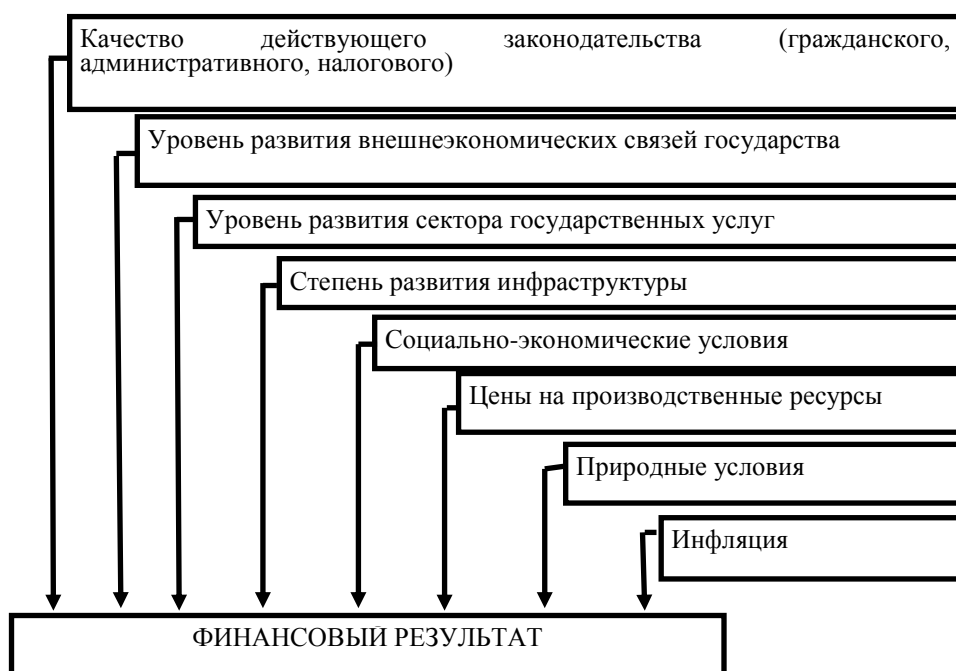 Качество действующего законодательства (гражданского,
административного, налогового)
Уровень развития внешнеэкономических связей государства
Уровень развития сектора государственных услуг
Степень развития инфраструктуры
Социально-экономические условия
Цены на производственные ресурсы
Природные условия
Инфляция
ФИНАНСОВЫЙ РЕЗУЛЬТАТ